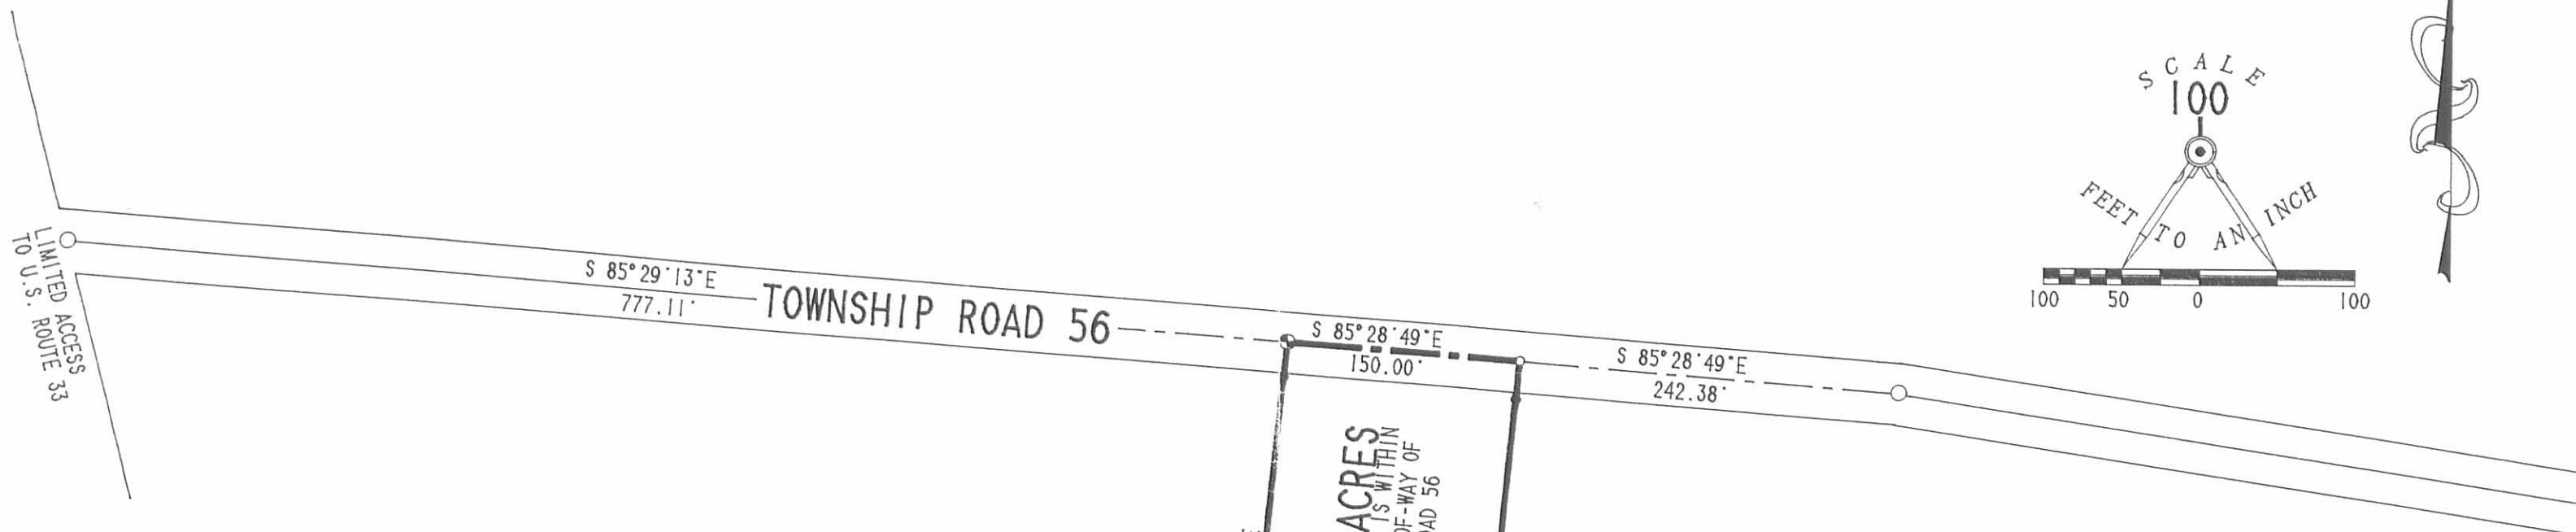 SCALE
100
FEET TO AN INCH
100 50 0 100
LIMITED ACCESS
TO U.S. ROUTE 33
S 85°29'13"E
777.11'
TOWNSHIP ROAD 56
S 85°28'49"E
150.00'
S 85°28'49"E
242.38'
ACRES
IS WITHIN
OF-WAY OF
AD 56